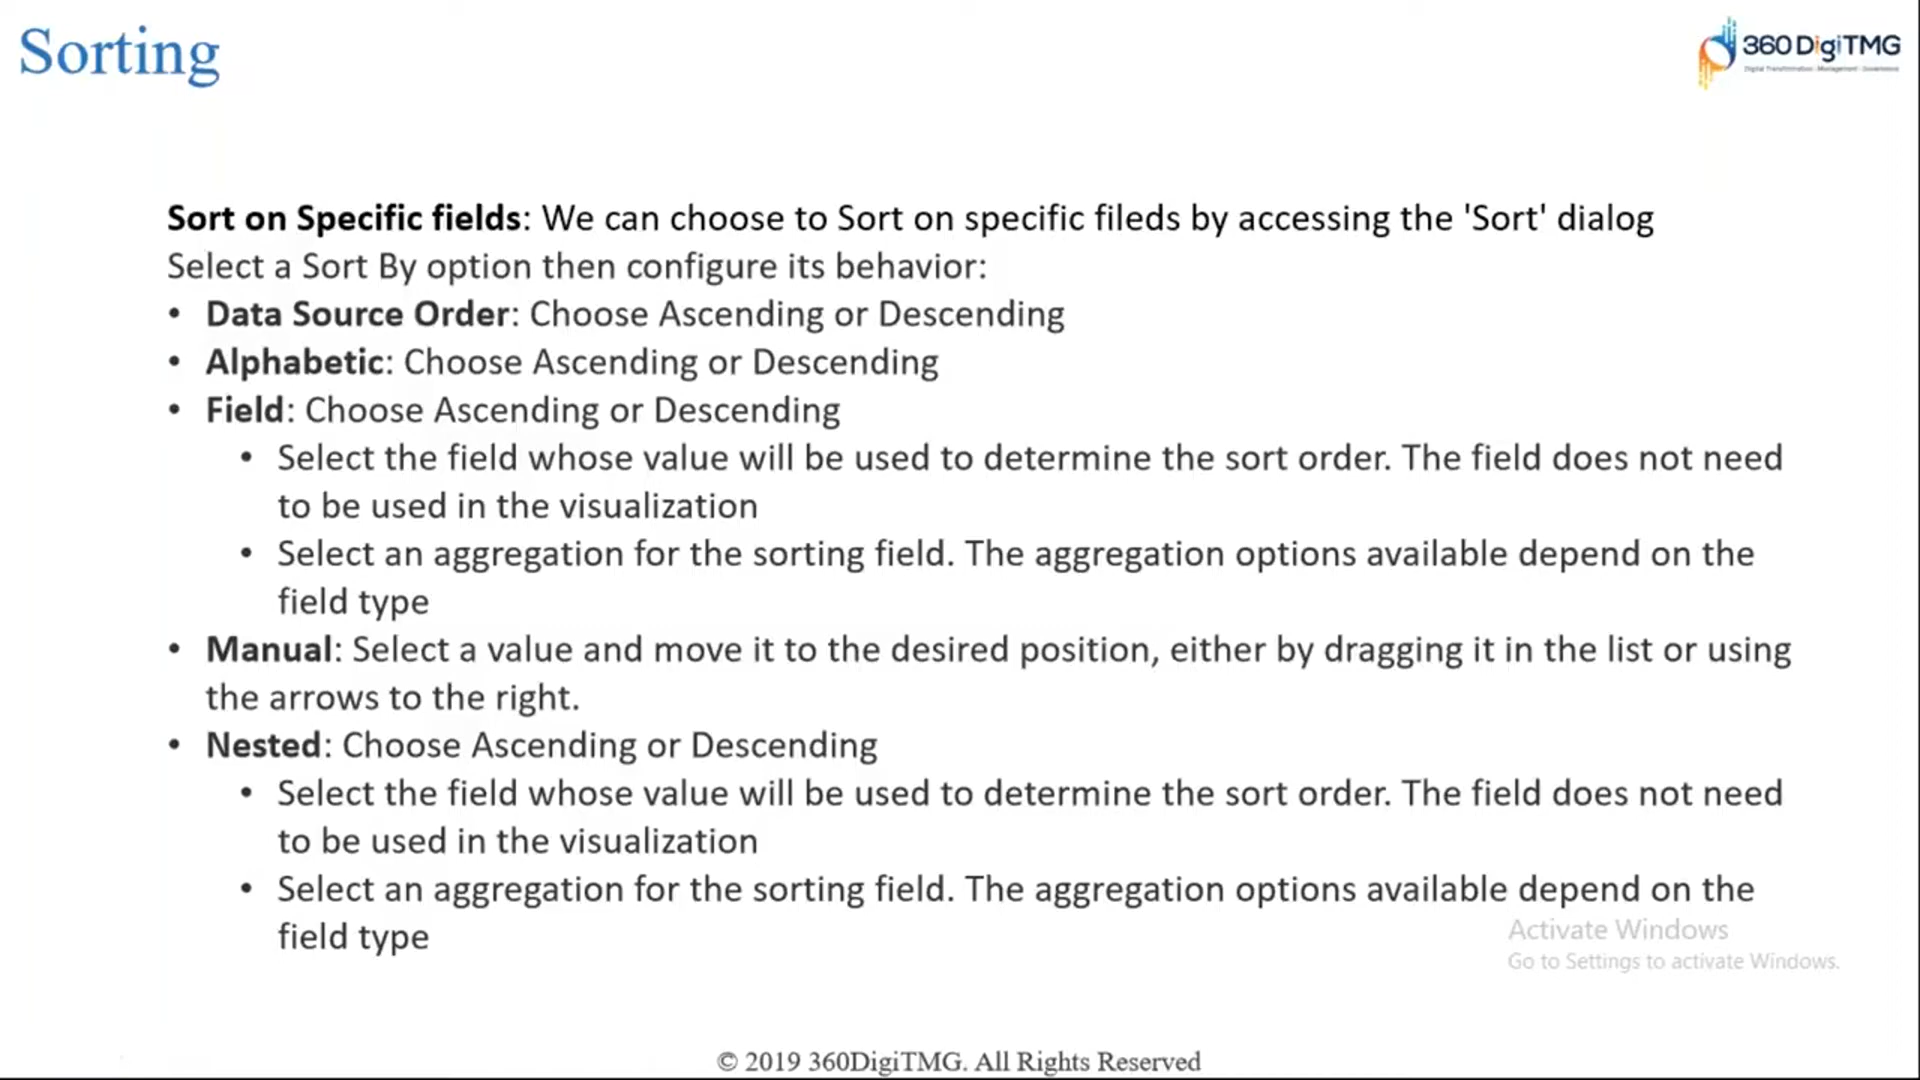 Sorting
360DigiTMG
Sort on Specific fields: We can choose to Sort on specific fileds by accessing the 'Sort' dialog
Select a Sort By option then configure its behavior:
• Data Source Order: Choose Ascending or Descending
• Alphabetic: Choose Ascending or Descending
• Field: Choose Ascending or Descending
• Select the field whose value will be used to determine the sort order. The field does not need
to be used in the visualization
• Select an aggregation for the sorting field. The aggregation options available depend on the
field type
• Manual: Select a value and move it to the desired position, either by dragging it in the list or using
the arrows to the right.
• Nested: Choose Ascending or Descending
• Select the field whose value will be used to determine the sort order. The field does not need
to be used in the visualization
• Select an aggregation for the sorting field. The aggregation options available depend on the
field type
Activate Windows
Go to Settings to activate Windows.
© 2019 360DigiTMG. All Rights Reserved